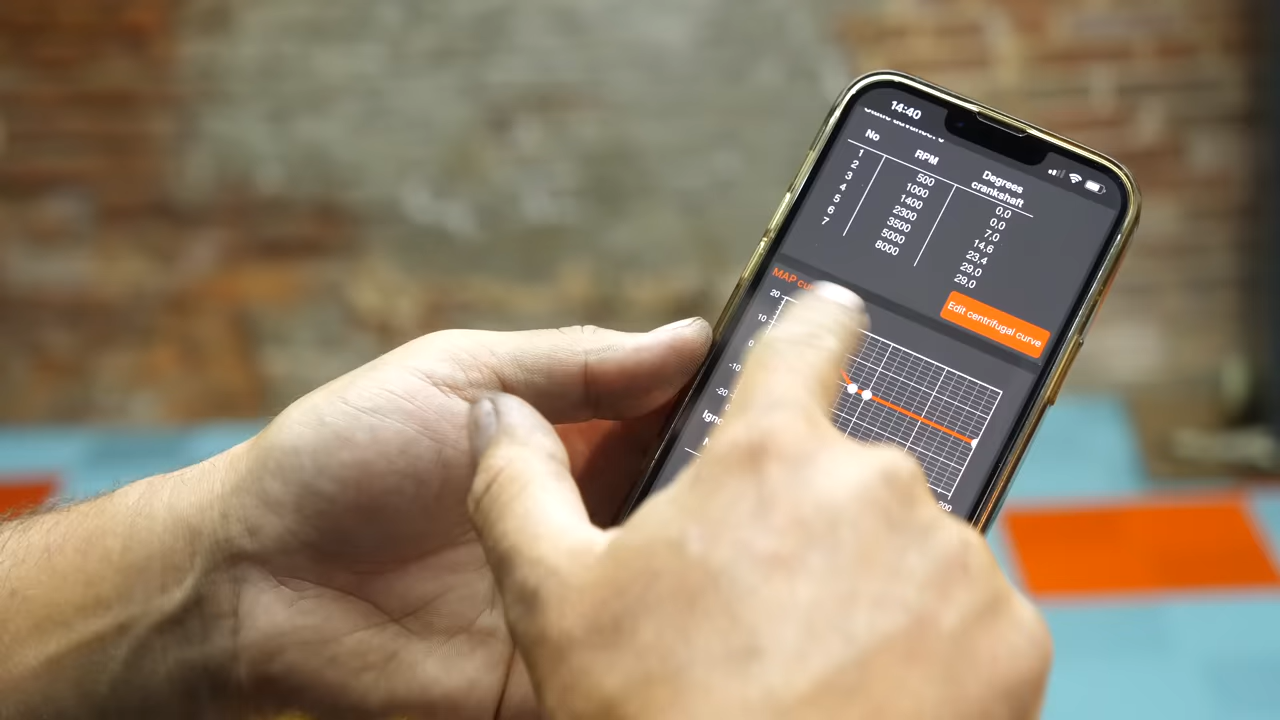 14:40
No RPM Degrees crankshaft
1 500 0,0
2 1000 0,0
3 1400 7,0
4 2300 14,6
5 3500 23,4
6 5000 29,0
7 8000 29,0
Edit centrifugal curve
MAP
20
10
0
-10
-20
200